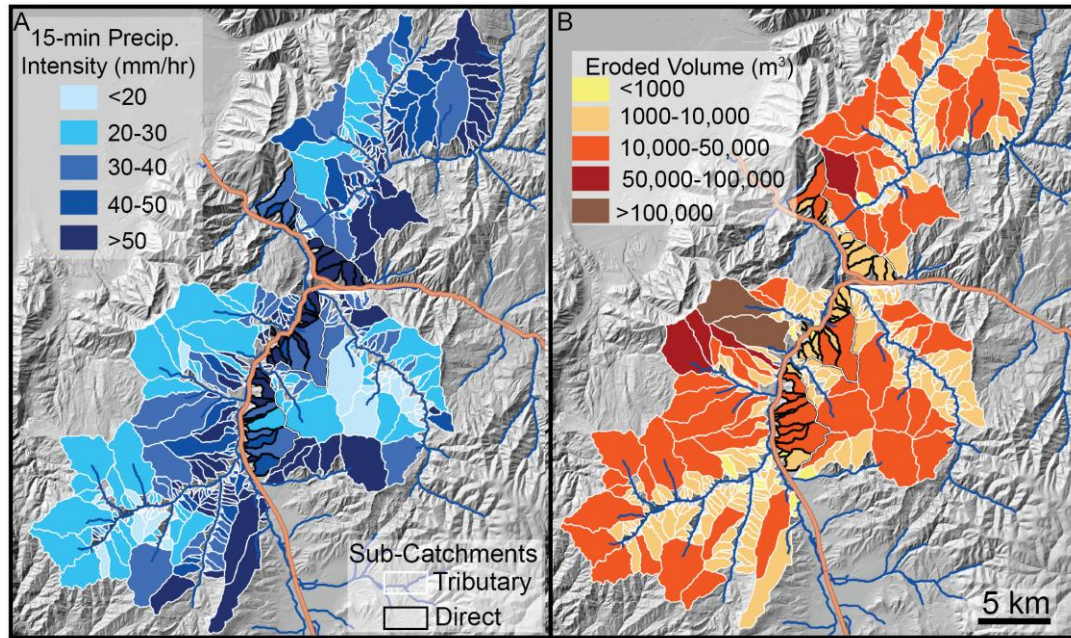 A
15-min Precip.
Intensity (mm/hr)
<20
20-30
30-40
40-50
>50
Sub-Catchments
Tributary
Direct
B
Eroded Volume (m³)
<1000
1000-10,000
10,000-50,000
50,000-100,000
>100,000
5 km